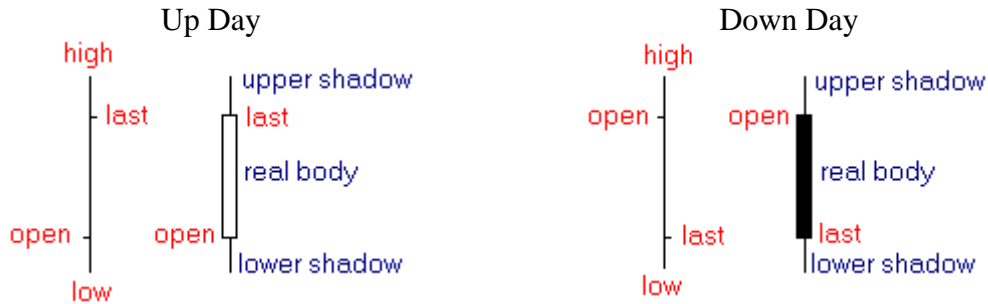 Up Day
Down Day
high
upper shadow
last
last
real body
open
open
lower shadow
low
high
upper shadow
open
open
real body
last
last
lower shadow
low